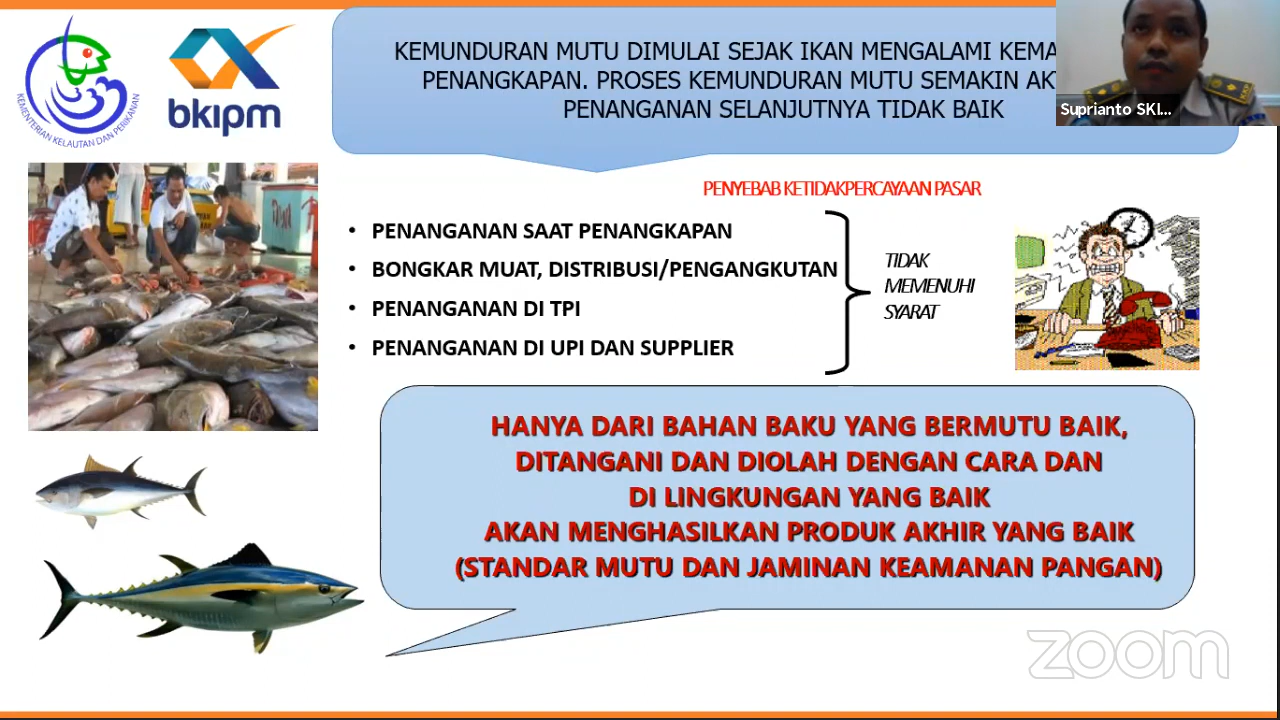 KEMENTERIAN KELAUTAN DAN PERIKANAN
bkipm
KEMUNDURAN MUTU DIMULAI SEJAK IKAN MENGALAMI
PENANGKAPAN. PROSES KEMUNDURAN MUTU SEMAKIN
PENANGANAN SELANJUTNYA TIDAK BAIK
Suprianto SKI...
PENYEBAB KETIDAKPERCAYAAN PASAR
• PENANGANAN SAAT PENANGKAPAN
• BONGKAR MUAT, DISTRIBUSI/PENGANGKUTAN
• PENANGANAN DI TPI
• PENANGANAN DI UPI DAN SUPPLIER
TIDAK
MEMENUHI
SYARAT
HANYA DARI BAHAN BAKU YANG BERMUTU BAIK,
DITANGANI DAN DIOLAH DENGAN CARA DAN
DI LINGKUNGAN YANG BAIK
AKAN MENGHASILKAN PRODUK AKHIR YANG BAIK
(STANDAR MUTU DAN JAMINAN KEAMANAN PANGAN)
zoom